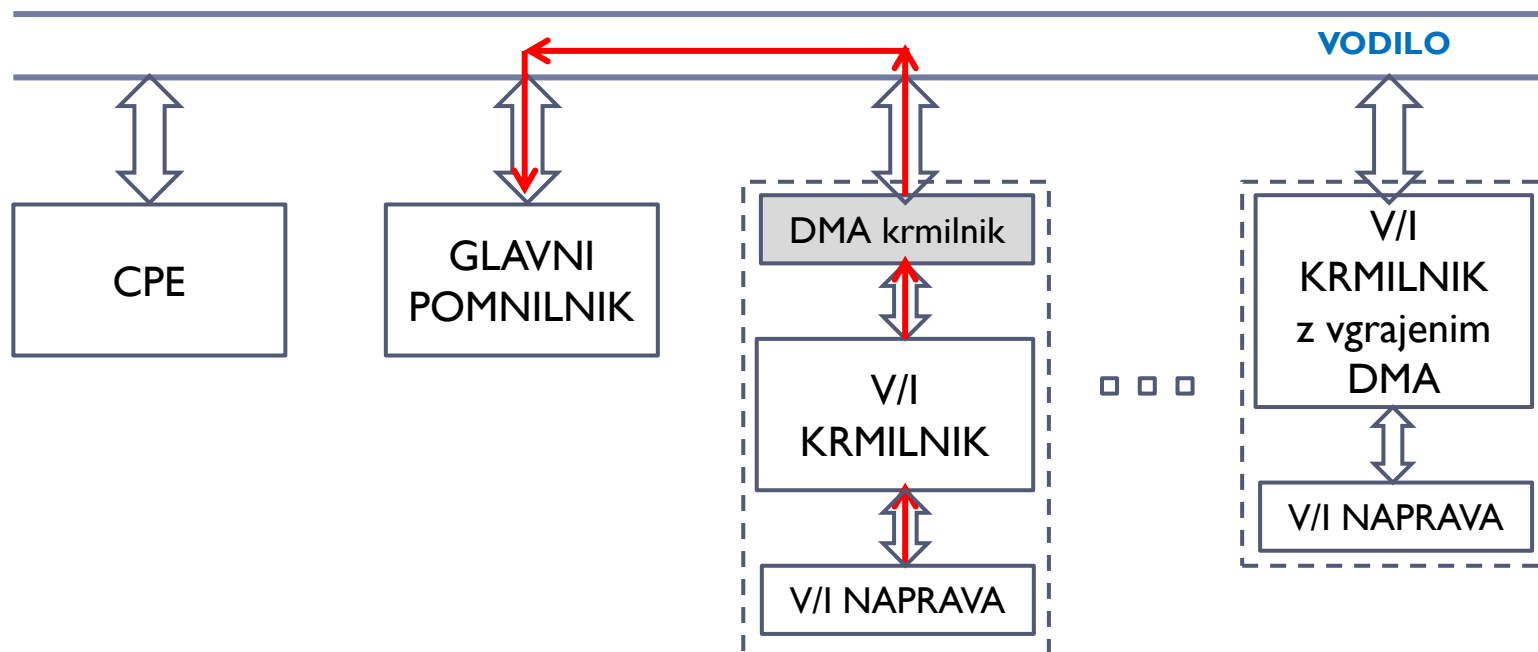 VODILO
CPE
GLAVNI
POMNILNIK
DMA krmilnik
V/I
KRMILNIK
V/I NAPRAVA
V/I
KRMILNIK
z vgrajenim
DMA
V/I NAPRAVA